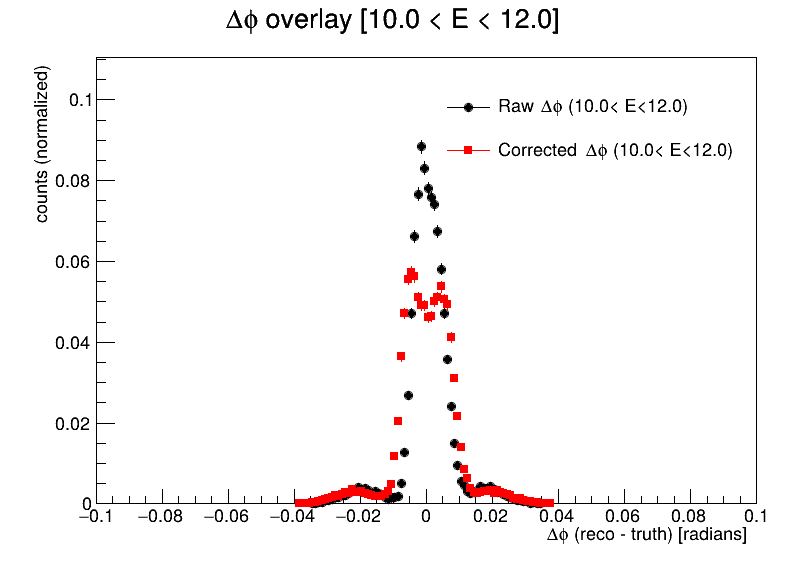 Δϕ overlay [10.0 < E < 12.0]
counts (normalized)
0.1
0.08
0.06
0.04
0.02
0
Raw Δϕ (10.0< E<12.0)
Corrected Δϕ (10.0< E<12.0)
−0.1 −0.08 −0.06 −0.04 −0.02 0 0.02 0.04 0.06 0.08 0.1
Δϕ (reco - truth) [radians]